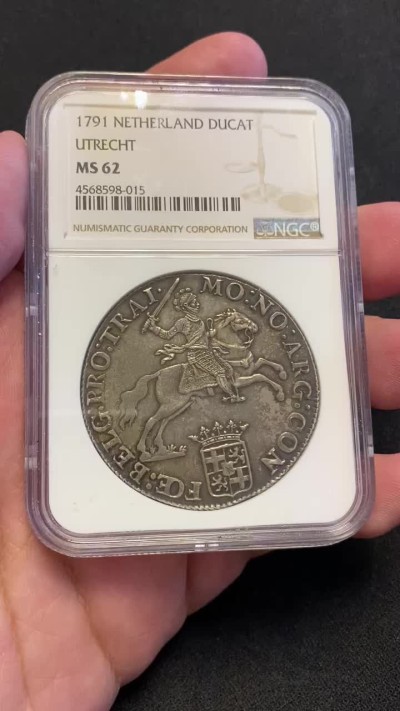 1791 NETHERLAND DUCAT
UTRECHT
MS 62
4568598-015
NUMISMATIC GUARANTY CORPORATION
NGC®
MO:NO:ARG:CON
FŒ:BELG:PRO:TRAI·